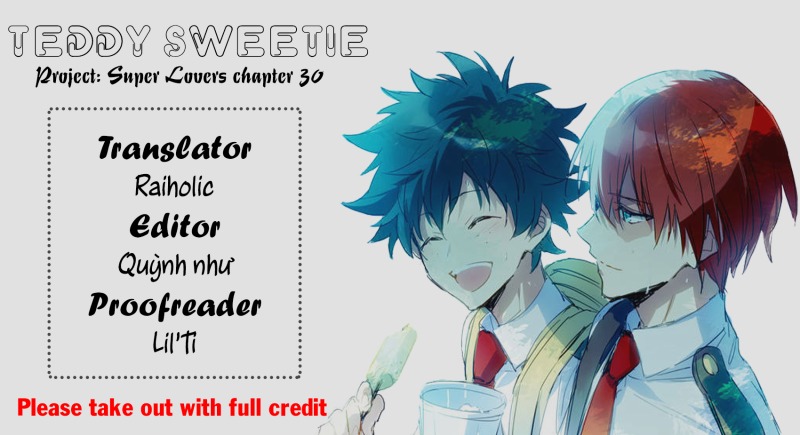 TEDDY SWEETIE
Project: Super Lovers chapter 30
Translator
Raiholic
Editor
Quỳnh như
Proofreader
Lil'Ti
Please take out with full credit